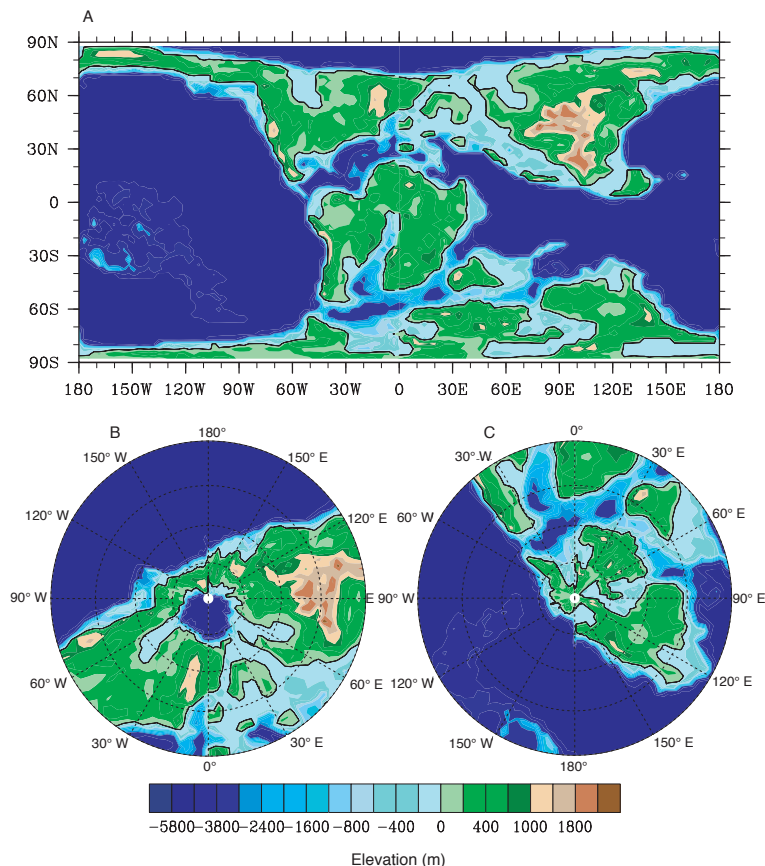 A
90N
60N
30N
0
30S
60S
90S
180 150W 120W 90W 60W 30W 0 30E 60E 90E 120E 150E 180
B
180°
150° W 150° E
120° W 120° E
90° W E
60° W 60° E
30° W 30° E
0°
C
0°
30° W 30° E
60° W 60° E
90° W 90° E
120° W 120° E
150° W 150° E
180°
−5800 −3800 −2400 −1600 −800 −400 0 400 1000 1800
Elevation (m)